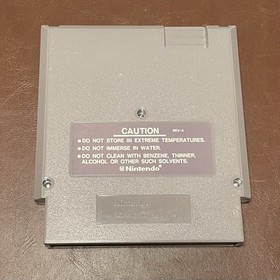 CAUTION
REV-A
●DO NOT STORE IN EXTREME TEMPERATURES.
●DO NOT IMMERSE IN WATER.
●DO NOT CLEAN WITH BENZENE, THINNER,
ALCOHOL OR OTHER SUCH SOLVENTS.
Nintendo